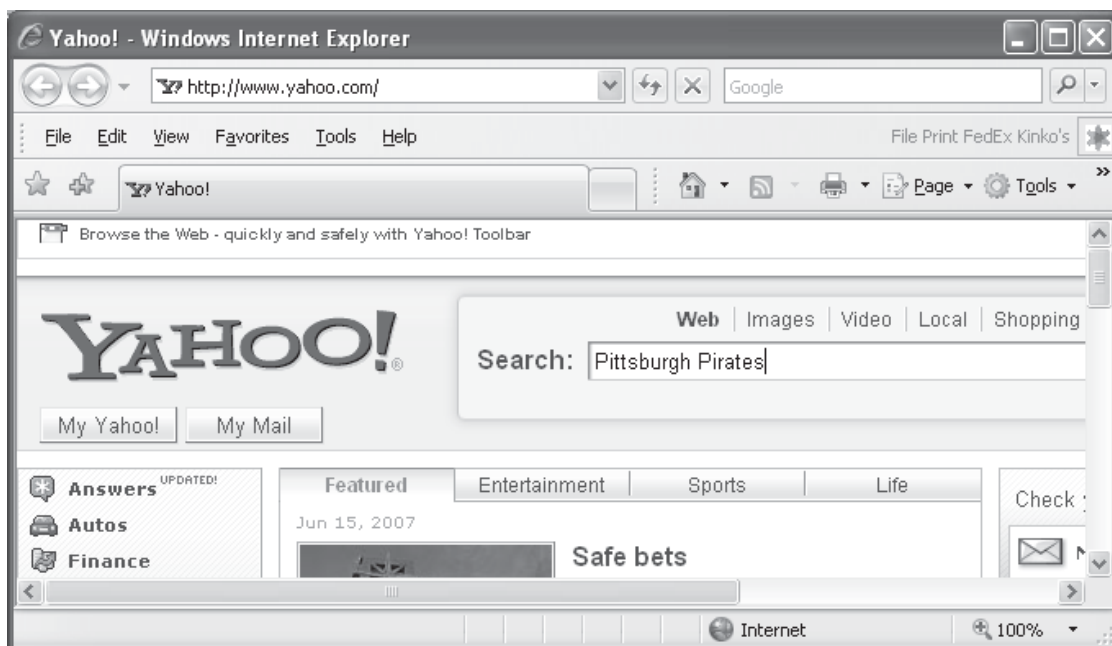 Yahoo! - Windows Internet Explorer
http://www.yahoo.com/
Google
File Edit View Favorites Tools Help
File Print FedEx Kinko's
Yahoo!
Page Tools »
Browse the Web - quickly and safely with Yahoo! Toolbar
YAHOO!®
Web | Images | Video | Local | Shopping
Search: Pittsburgh Pirates
My Yahoo! My Mail
Answers UPDATED!
Autos
Finance
Featured Entertainment Sports Life
Jun 15, 2007
Safe bets
Check
Internet 100%